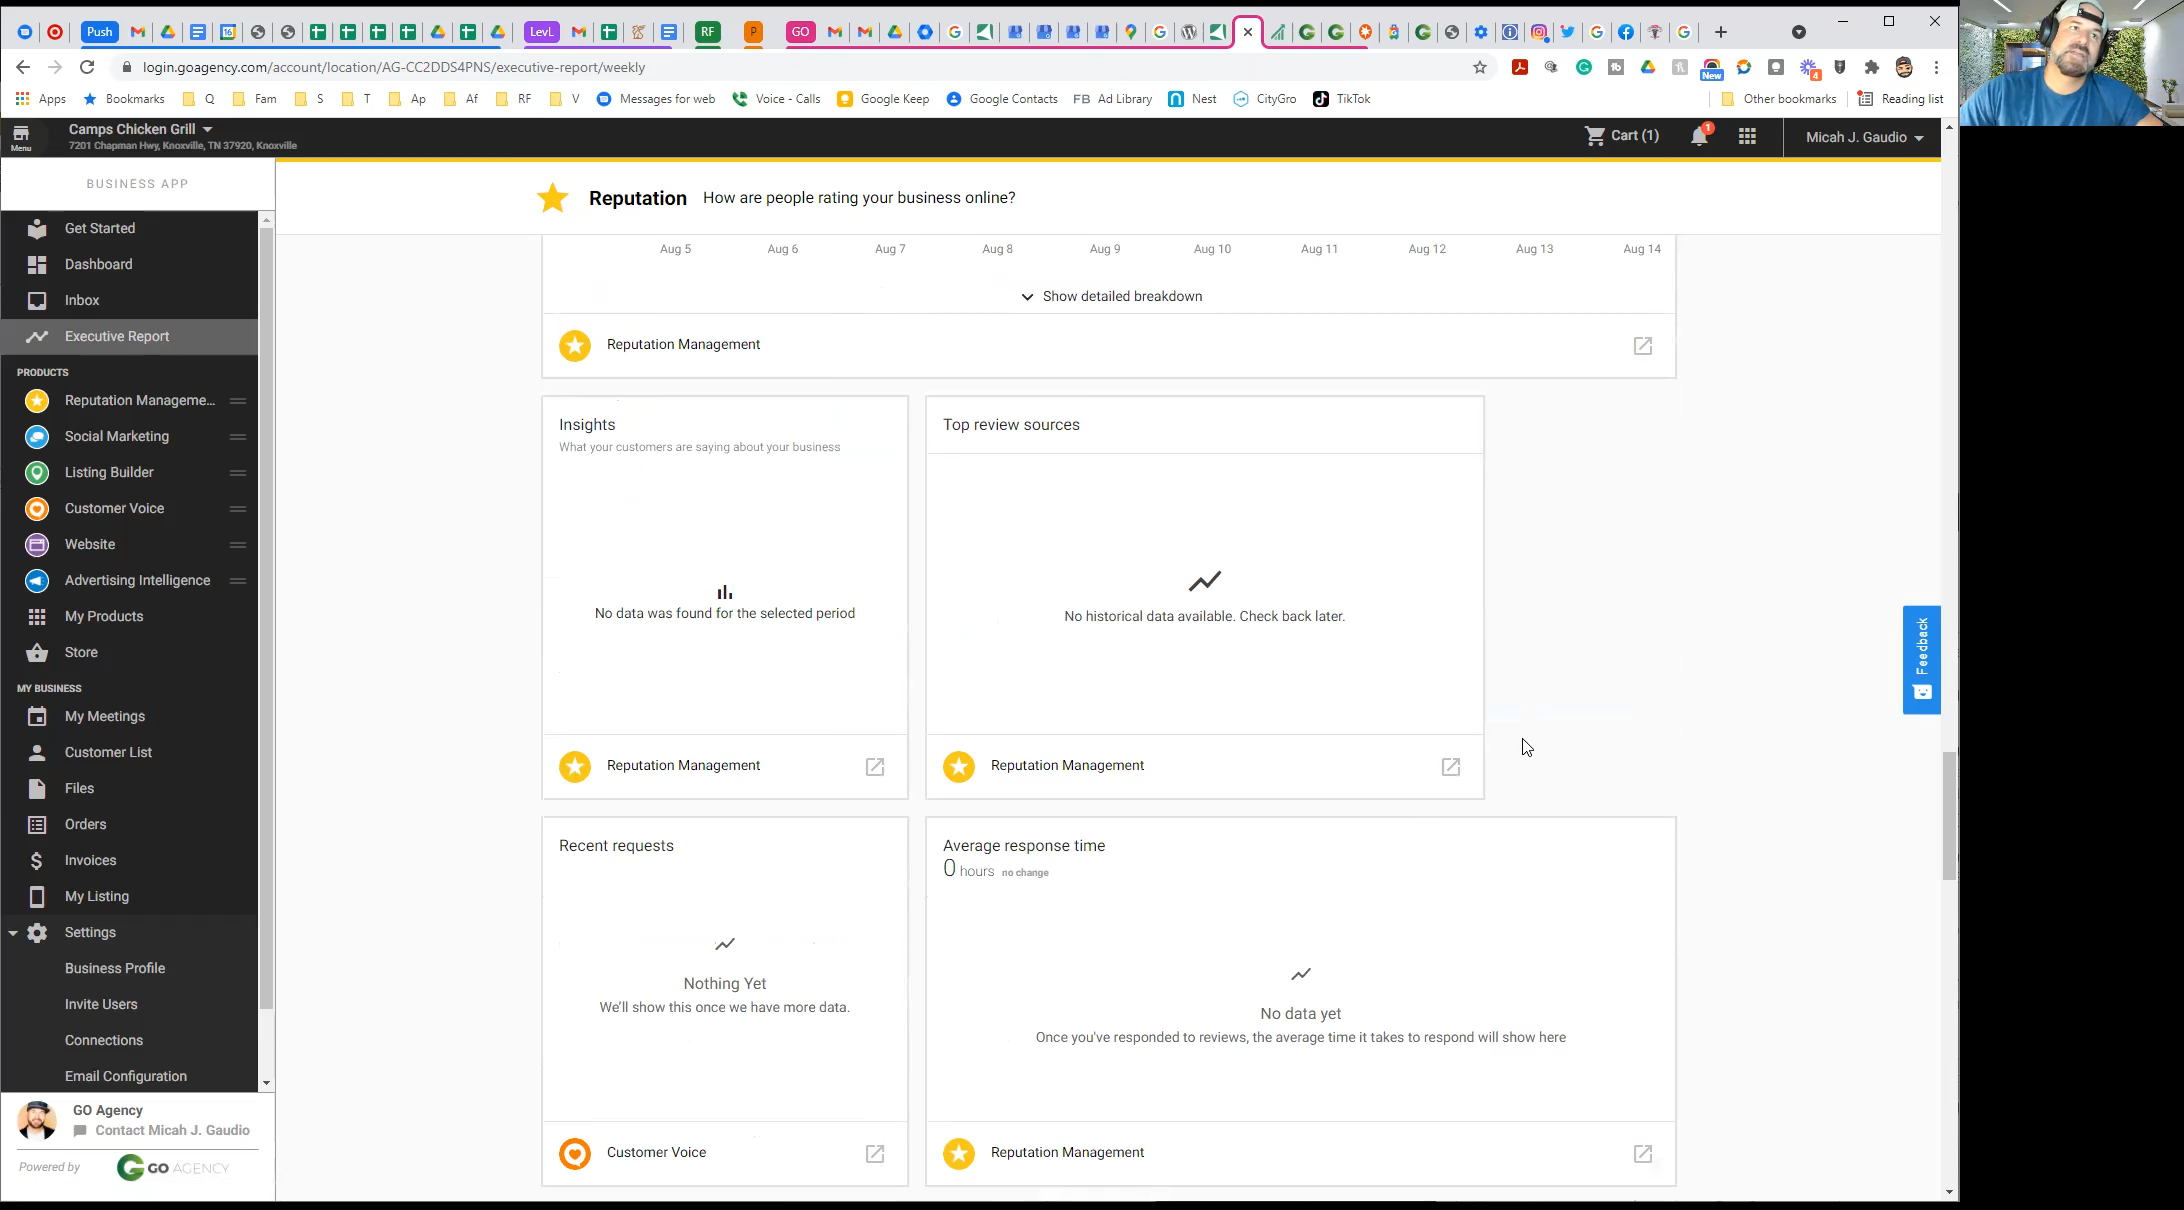 Push
LevL
RF
P
GO
login.goagency.com/account/location/AG-CC2DDS4PNS/executive-report/weekly
New
4
Apps
Bookmarks
Q
Fam
S
T
Ap
Af
RF
V
Messages for web
Voice - Calls
Google Keep
Google Contacts
FB Ad Library
Nest
CityGro
TikTok
Other bookmarks
Reading list
Menu
Camps Chicken Grill
7201 Chapman Hwy, Knoxville, TN 37920, Knoxville
Cart (1)
1
Micah J. Gaudio
BUSINESS APP
Get Started
Dashboard
Inbox
Executive Report
PRODUCTS
Reputation Manageme...
Social Marketing
Listing Builder
Customer Voice
Website
Advertising Intelligence
My Products
Store
MY BUSINESS
My Meetings
Customer List
Files
Orders
Invoices
My Listing
Settings
Business Profile
Invite Users
Connections
Email Configuration
GO Agency
Contact Micah J. Gaudio
Powered by
GO AGENCY
Reputation How are people rating your business online?
Aug 5 Aug 6 Aug 7 Aug 8 Aug 9 Aug 10 Aug 11 Aug 12 Aug 13 Aug 14
Show detailed breakdown
Reputation Management
Insights
What your customers are saying about your business
No data was found for the selected period
Reputation Management
Top review sources
No historical data available. Check back later.
Reputation Management
Recent requests
Nothing Yet
We'll show this once we have more data.
Customer Voice
Average response time
0 hours no change
No data yet
Once you've responded to reviews, the average time it takes to respond will show here
Reputation Management
Feedback